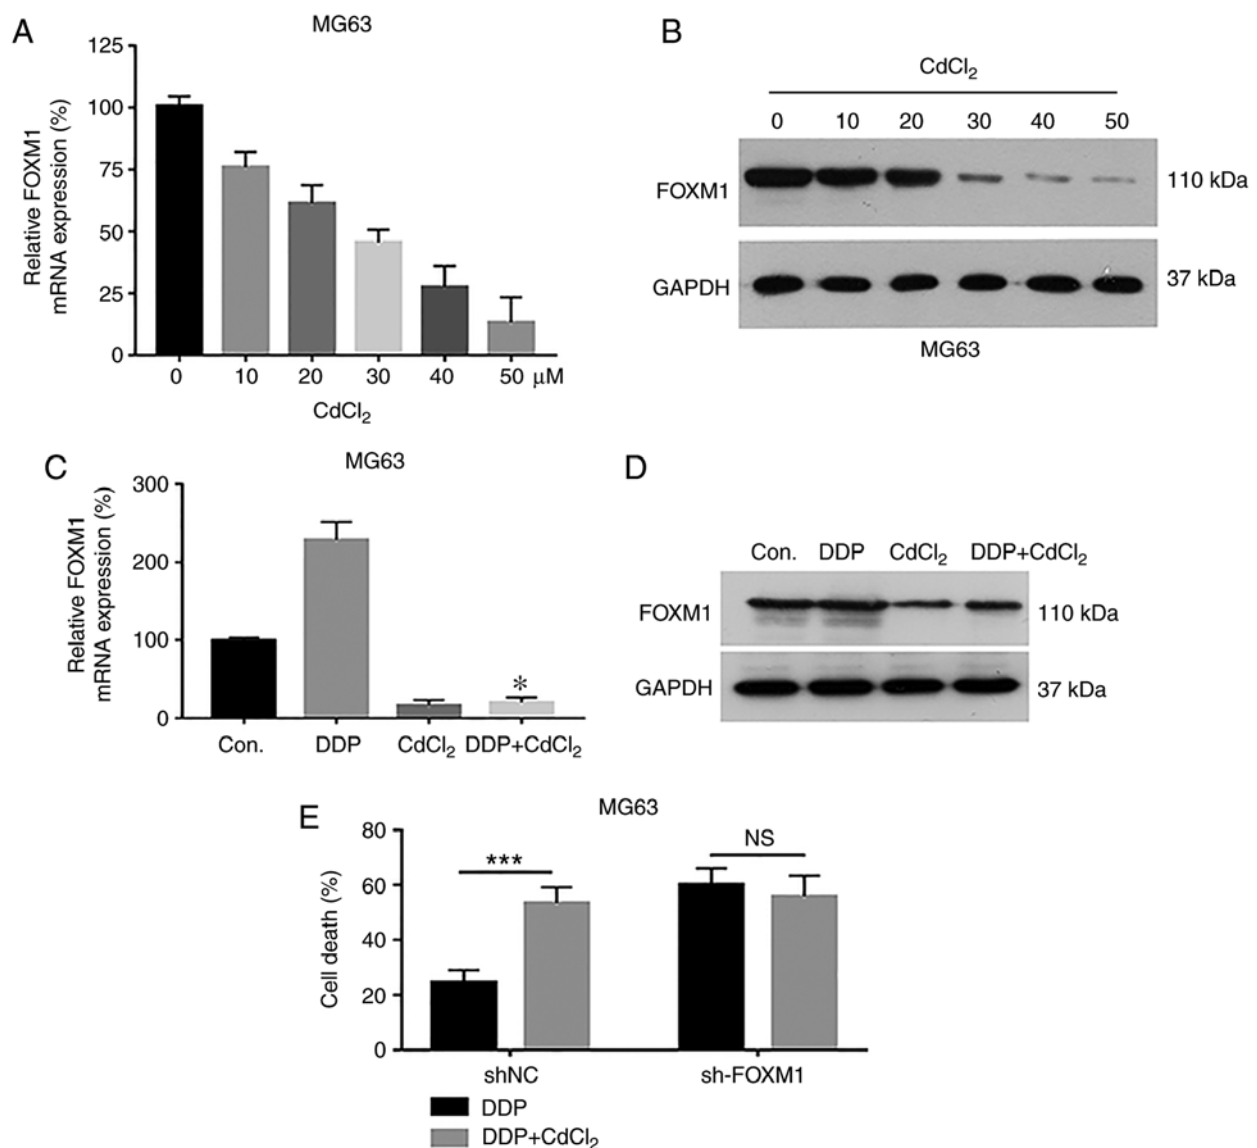 A
MG63
Relative FOXM1
mRNA expression (%)
125
100
75
50
25
0
0 10 20 30 40 50 µM
CdCl₂
B
CdCl₂
0 10 20 30 40 50
FOXM1
110 kDa
GAPDH
37 kDa
MG63
C
MG63
Relative FOXM1
mRNA expression (%)
300
200
100
0
*
Con. DDP CdCl₂ DDP+CdCl₂
D
Con. DDP CdCl₂ DDP+CdCl₂
FOXM1
110 kDa
GAPDH
37 kDa
E
MG63
Cell death (%)
80
60
40
20
0
***
NS
shNC sh-FOXM1
DDP
DDP+CdCl₂